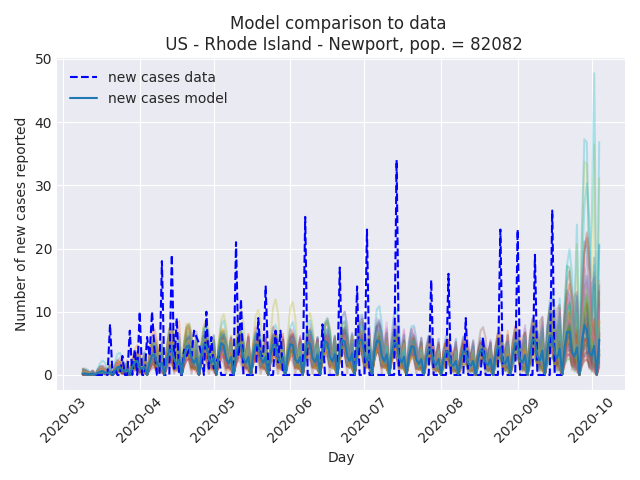 Model comparison to data
US - Rhode Island - Newport, pop. = 82082
new cases data
new cases model
Number of new cases reported
50
40
30
20
10
0
2020-03
2020-04
2020-05
2020-06
2020-07
2020-08
2020-09
2020-10
Day